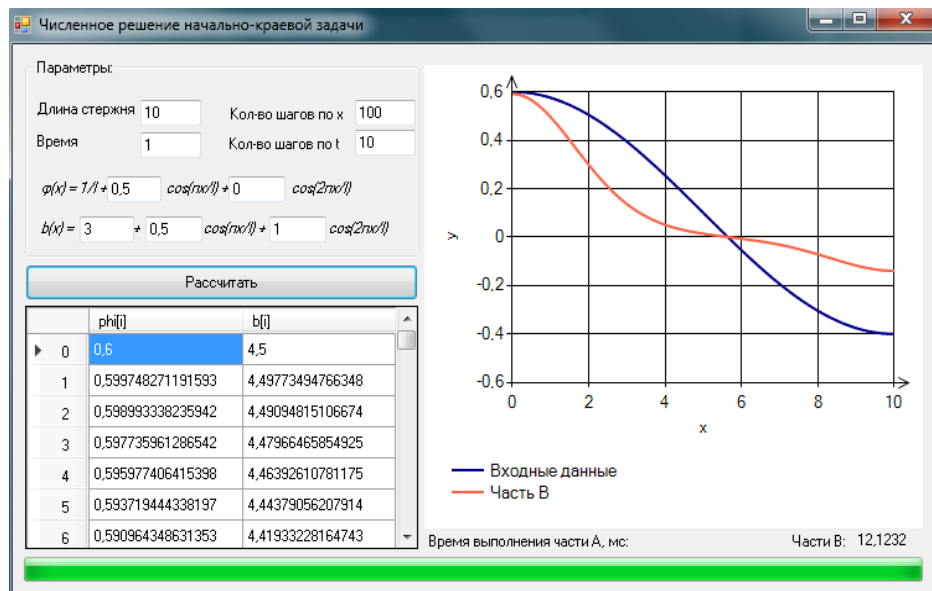 Численное решение начально-краевой задачи
Параметры:
Длина стержня 10 Кол-во шагов по x 100
Время 1 Кол-во шагов по t 10
φ(x) = 1/l + 0,5 cos(πx/l) + 0 cos(2πx/l)
b(x) = 3 + 0,5 cos(πx/l) + 1 cos(2πx/l)
Рассчитать
phi[i] b[i]
0 0,6 4,5
1 0,599748271191593 4,49773494766348
2 0,598993338235942 4,49094815106674
3 0,597735961286542 4,47966465854925
4 0,595977406415398 4,46392610781175
5 0,593719444338197 4,44379056207914
6 0,590964348631353 4,41933228164743
0,6
0,4
0,2
0
-0,2
-0,4
-0,6
y
0 2 4 6 8 10
x
Входные данные
Часть В
Время выполнения части А, мс: Части В: 12,1232